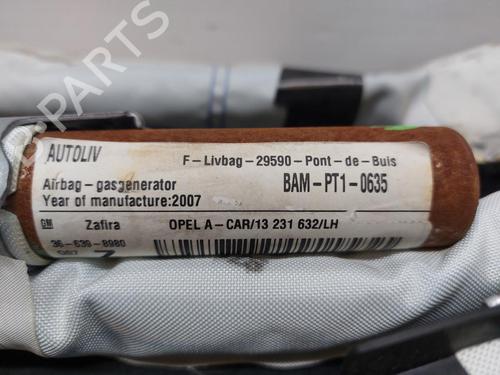 B-PARTS
AUTOLIV
F - Livbag - 29590 - Pont - de - Buis
Airbag - gasgenerator
BAM - PT1 - 0635
Year of manufacture: 2007
GM
Zafira
OPEL A - CAR/13 231 632/LH
36-639-8980